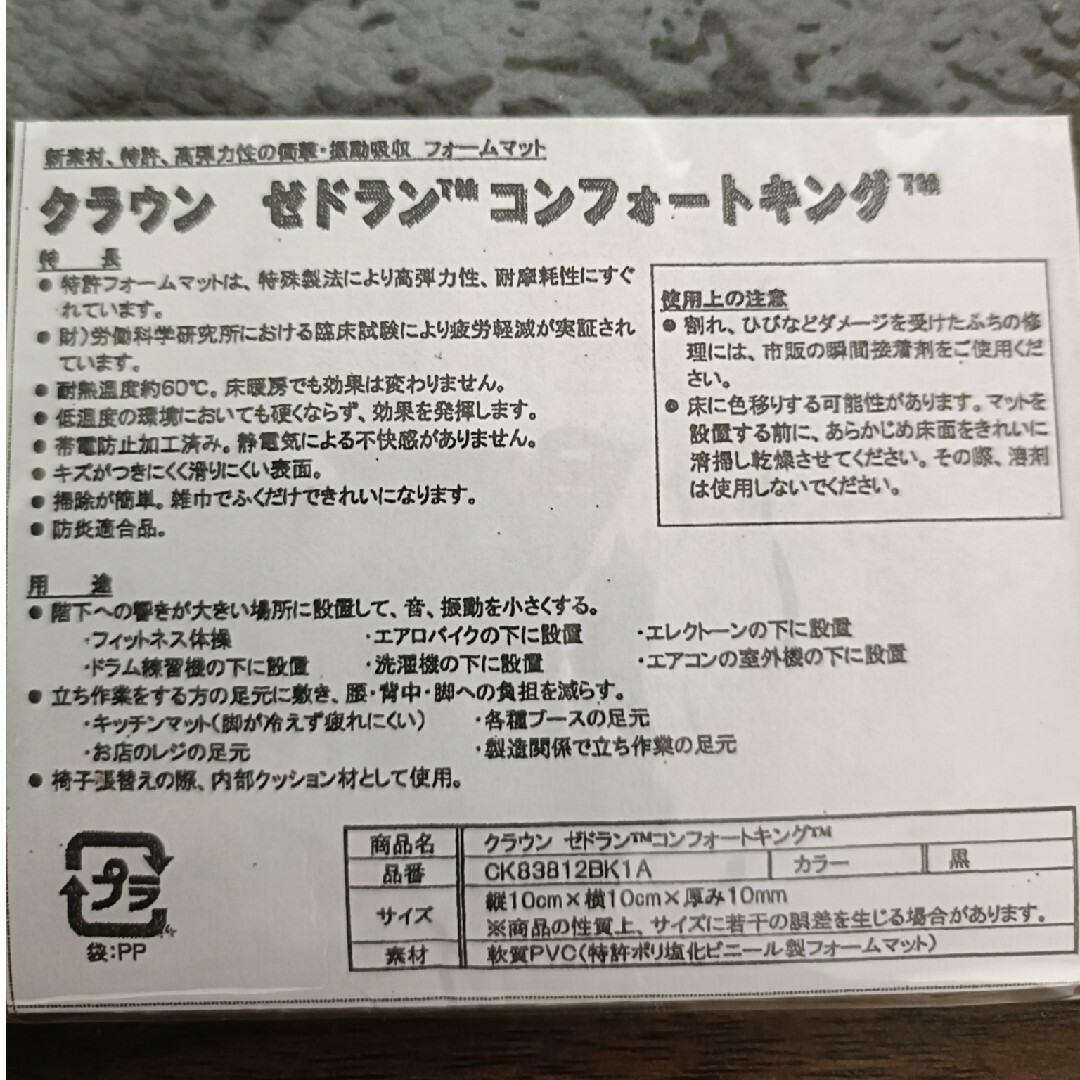 新素材、特許、高弾力性の衝撃・振動吸収 フォームマット
クラウン ゼドラン™コンフォートキング™
特 長
● 特許フォームマットは、特殊製法により高弾力性、耐摩耗性にすぐ
れています。
● 財)労働科学研究所における臨床試験により疲労軽減が実証され
ています。
● 耐熱温度約60℃。床暖房でも効果は変わりません。
● 低温度の環境においても硬くならず、効果を発揮します。
● 帯電防止加工済み。静電気による不快感がありません。
● キズがつきにくく滑りにくい表面。
● 掃除が簡単。雑巾でふくだけできれいになります。
● 防炎適合品。
使用上の注意
● 割れ、ひびなどダメージを受けたふちの修
理には、市販の瞬間接着剤をご使用くだ
さい。
● 床に色移りする可能性があります。マットを
設置する前に、あらかじめ床面をきれいに
清掃し乾燥させてください。その際、溶剤
は使用しないでください。
用 途
● 階下への響きが大きい場所に設置して、音、振動を小さくする。
・フィットネス体操 ・エアロバイクの下に設置 ・エレクトーンの下に設置
・ドラム練習機の下に設置 ・洗濯機の下に設置 ・エアコンの室外機の下に設置
● 立ち作業をする方の足元に敷き、腰・背中・脚への負担を減らす。
・キッチンマット(脚が冷えず疲れにくい) ・各種ブースの足元
・お店のレジの足元 ・製造関係で立ち作業の足元
● 椅子張替えの際、内部クッション材として使用。
プラ
袋:PP
商品名 クラウン ゼドラン™コンフォートキング™
品番 CK83812BK1A カラー 黒
サイズ 縦10cm×横10cm×厚み10mm
※商品の性質上、サイズに若干の誤差を生じる場合があります。
素材 軟質PVC(特許ポリ塩化ビニール製フォームマット)